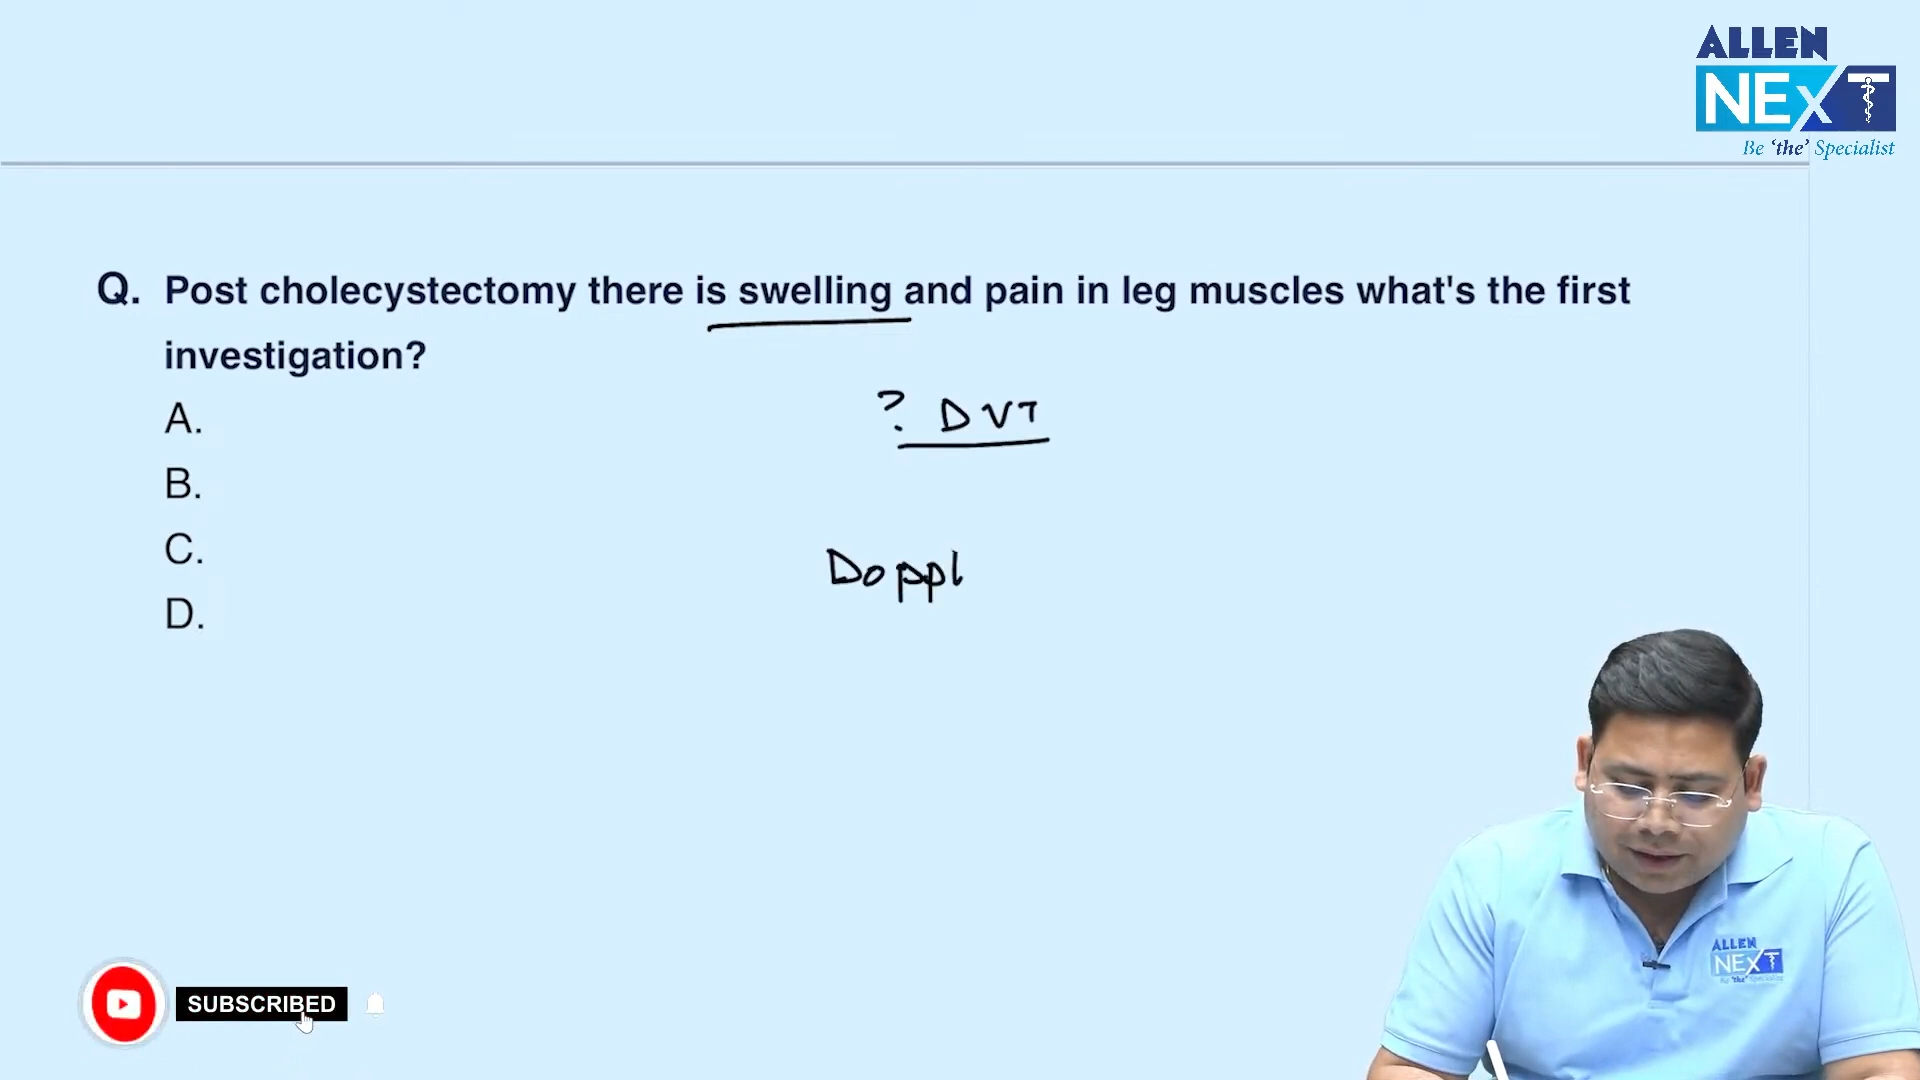 ALLEN
NEXT
Be 'the' Specialist
Q. Post cholecystectomy there is swelling and pain in leg muscles what's the first
investigation?
A.
? DVT
B.
C.
Doppl
D.
ALLEN
NEXT
SUBSCRIBED